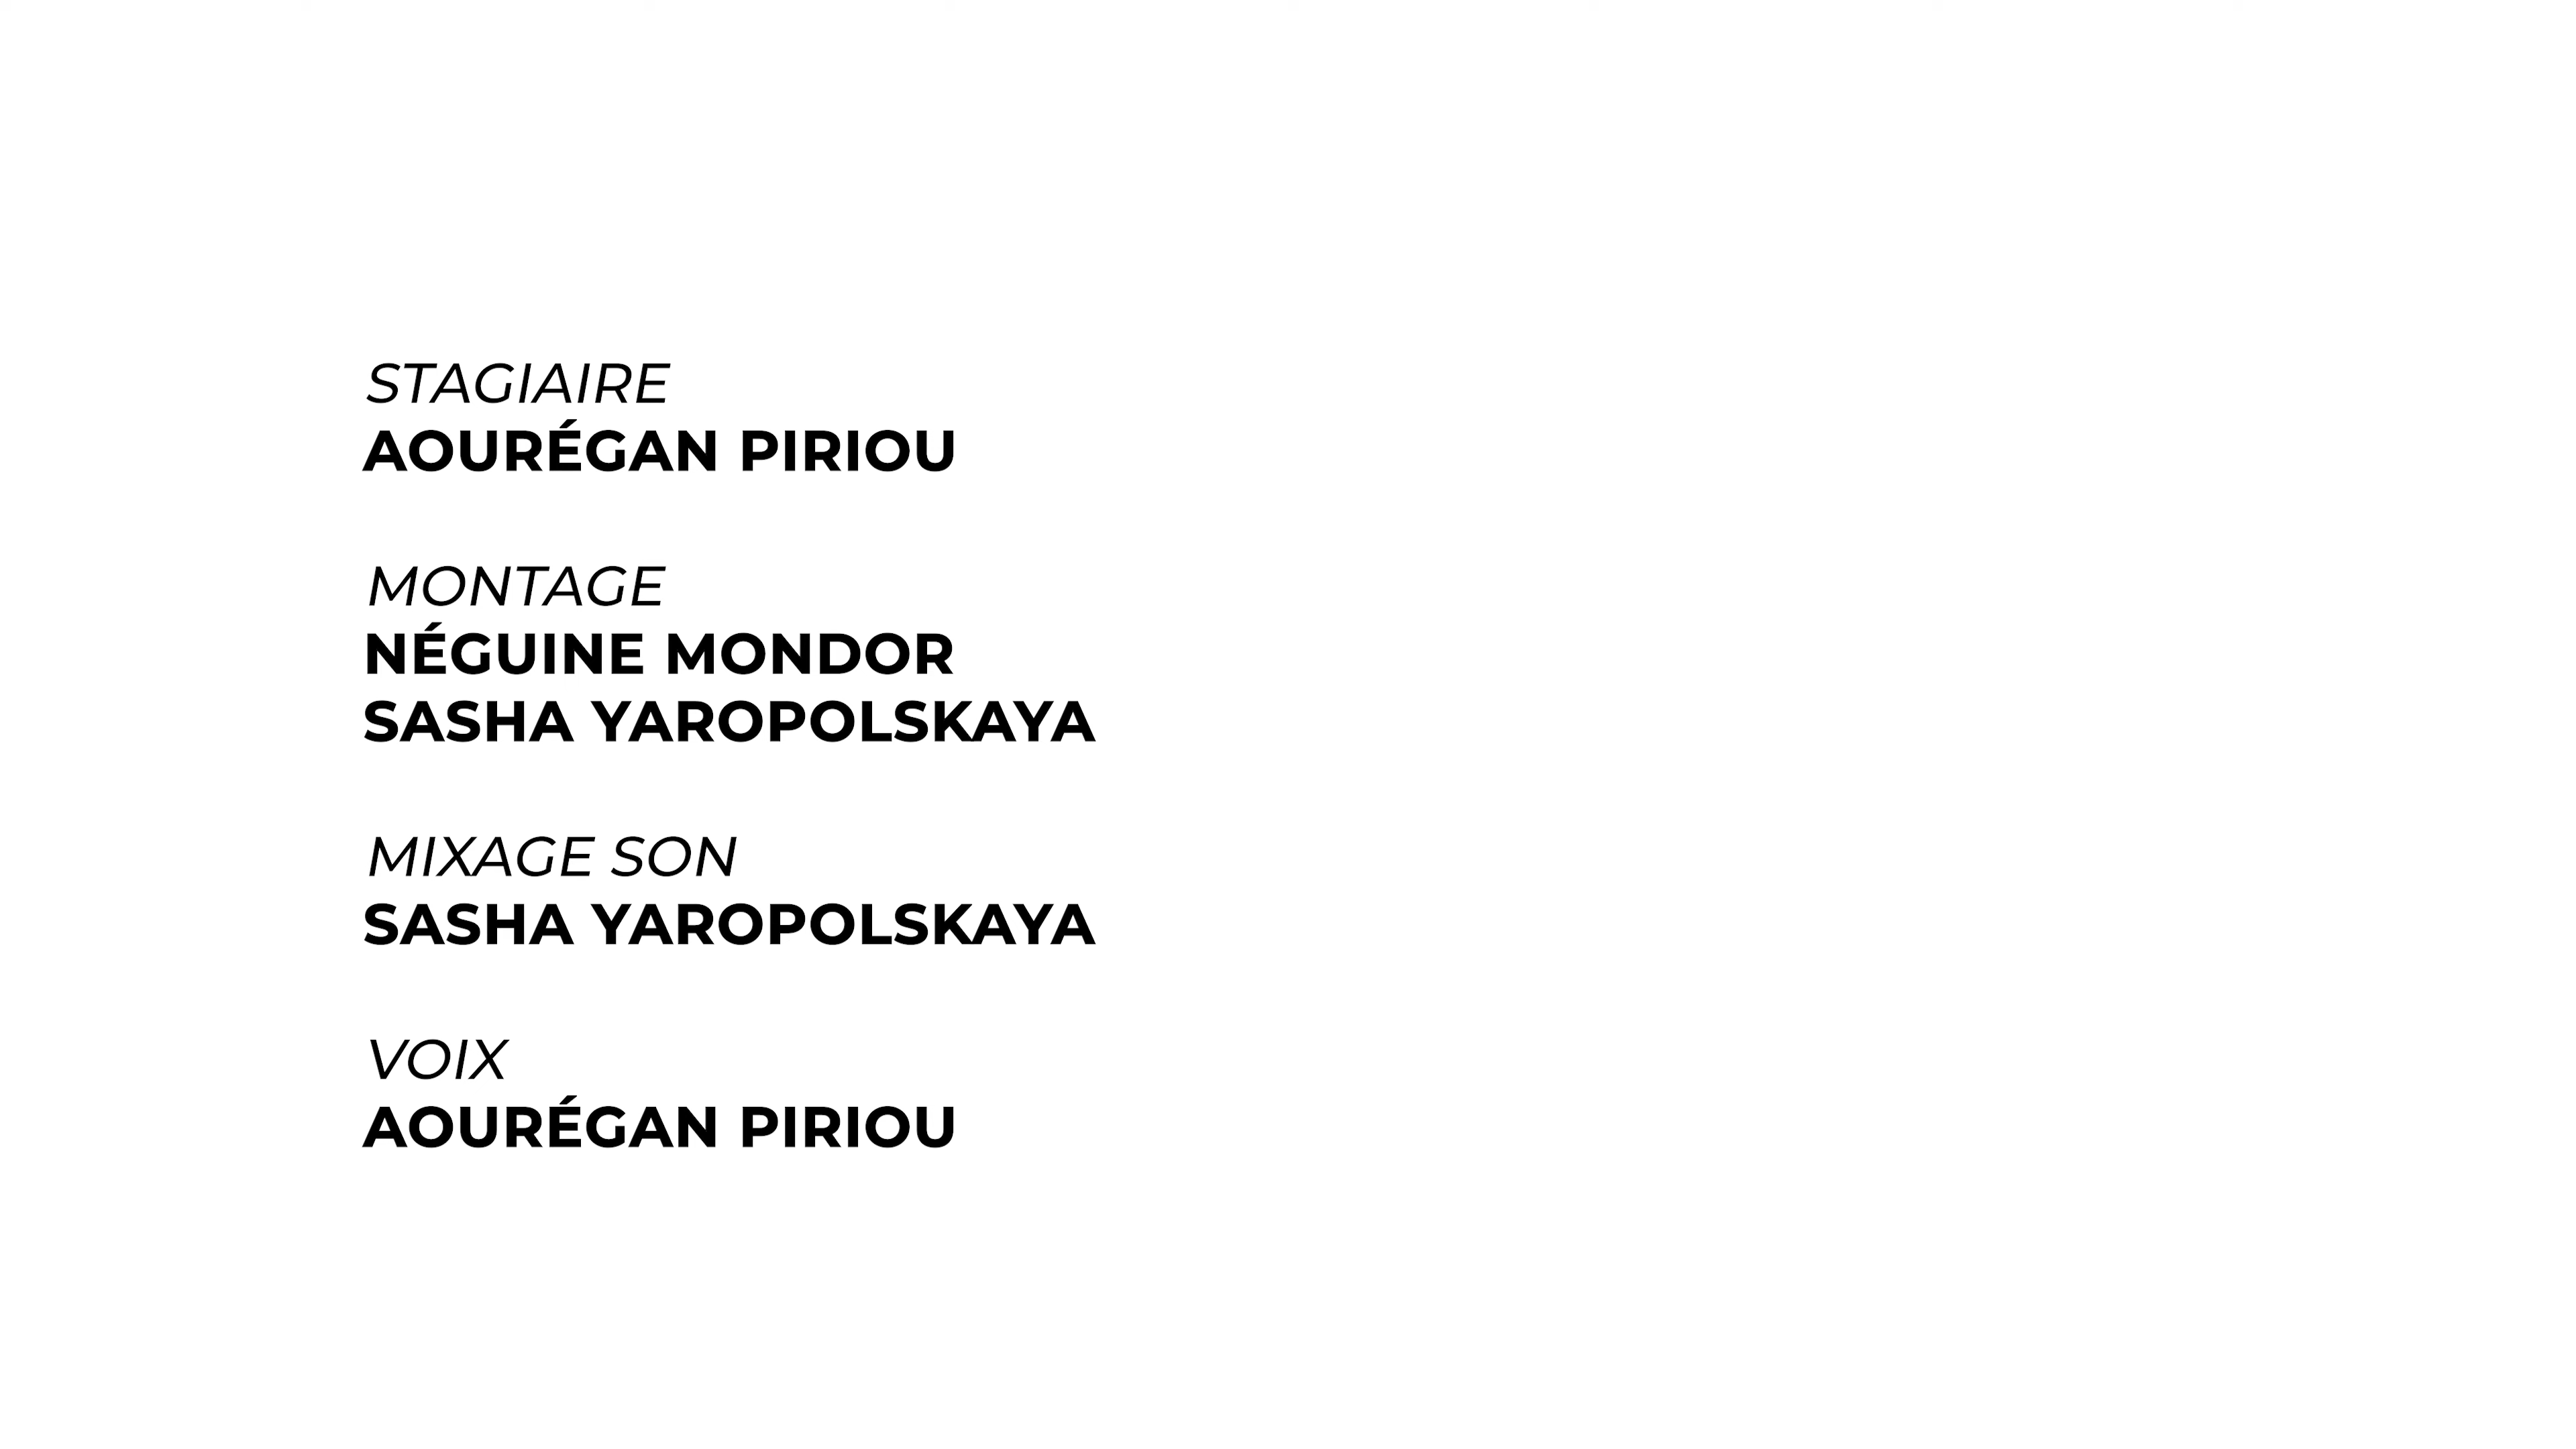 STAGIAIRE
AOURÉGAN PIRIOU
MONTAGE
NÉGUINE MONDOR
SASHA YAROPOLSKAYA
MIXAGE SON
SASHA YAROPOLSKAYA
VOIX
AOURÉGAN PIRIOU